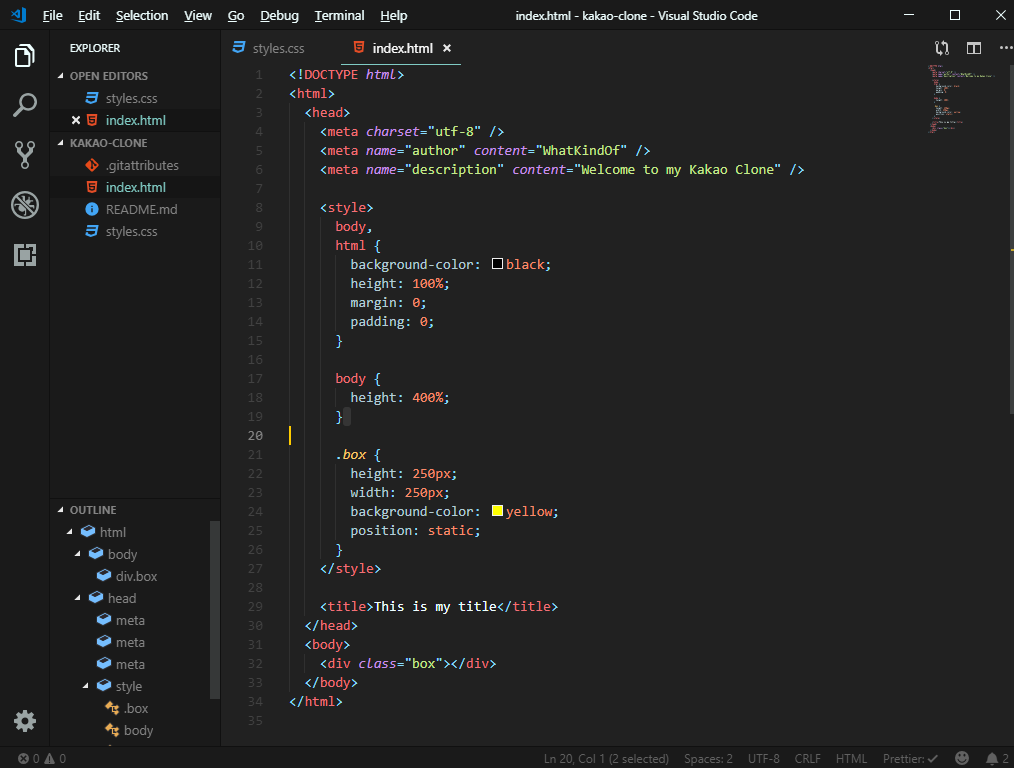 File Edit Selection View Go Debug Terminal Help index.html - kakao-clone - Visual Studio Code
EXPLORER
OPEN EDITORS
styles.css
index.html
KAKAO-CLONE
.gitattributes
index.html
README.md
styles.css
OUTLINE
html
body
div.box
head
meta
meta
meta
style
.box
body
styles.css index.html
1 <!DOCTYPE html>
2 <html>
3 <head>
4 <meta charset="utf-8" />
5 <meta name="author" content="WhatKindOf" />
6 <meta name="description" content="Welcome to my Kakao Clone" />
7
8 <style>
9 body,
10 html {
11 background-color: black;
12 height: 100%;
13 margin: 0;
14 padding: 0;
15 }
16
17 body {
18 height: 400%;
19 }
20
21 .box {
22 height: 250px;
23 width: 250px;
24 background-color: yellow;
25 position: static;
26 }
27 </style>
28
29 <title>This is my title</title>
30 </head>
31 <body>
32 <div class="box"></div>
33 </body>
34 </html>
35
0 0 Ln 20, Col 1 (2 selected) Spaces: 2 UTF-8 CRLF HTML Prettier: ✓ 2